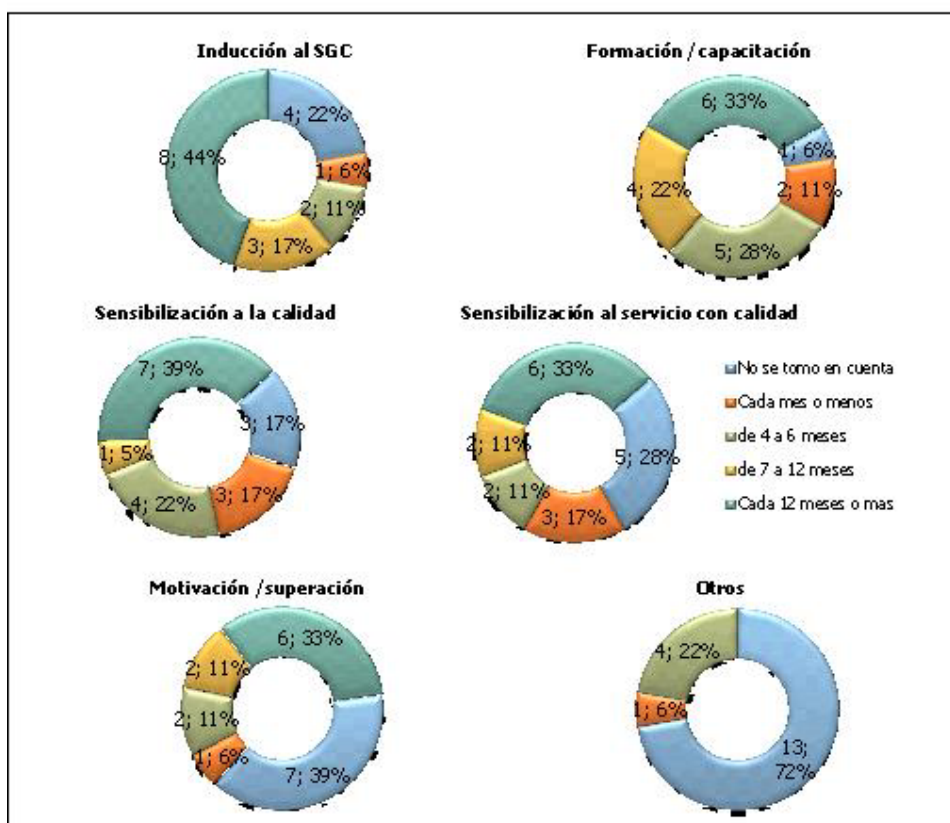 Inducción al SGC
4; 22%
1; 6%
2; 11%
3; 17%
8; 44%
Formación / capacitación
6; 33%
1; 6%
2; 11%
5; 28%
4; 22%
Sensibilización a la calidad
7; 39%
3; 17%
3; 17%
4; 22%
1; 5%
Sensibilización al servicio con calidad
6; 33%
5; 28%
3; 17%
2; 11%
2; 11%
No se tomo en cuenta
Cada mes o menos
de 4 a 6 meses
de 7 a 12 meses
Cada 12 meses o mas
Motivación /superación
6; 33%
7; 39%
1; 6%
2; 11%
2; 11%
Otros
4; 22%
1; 6%
13;
72%